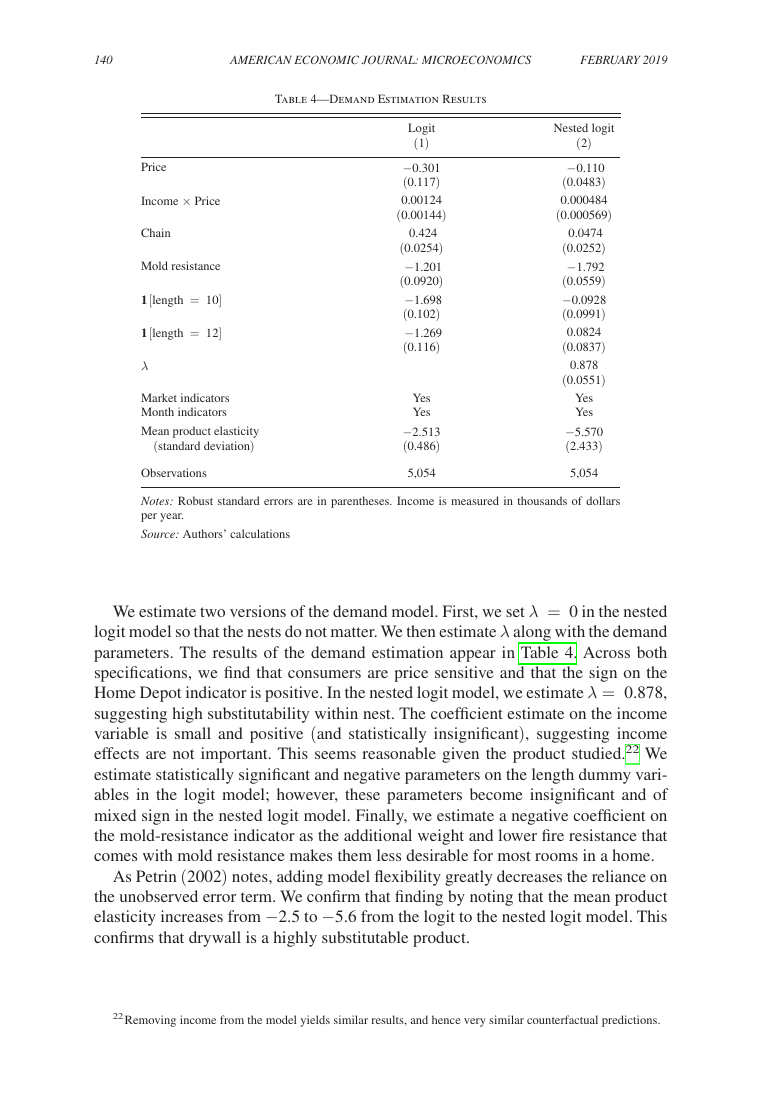 140 AMERICAN ECONOMIC JOURNAL: MICROECONOMICS FEBRUARY 2019
Table 4—Demand Estimation Results
Logit Nested logit
(1) (2)
Price −0.301 −0.110
(0.117) (0.0483)
Income × Price 0.00124 0.000484
(0.00144) (0.000569)
Chain 0.424 0.0474
(0.0254) (0.0252)
Mold resistance −1.201 −1.792
(0.0920) (0.0559)
1[length = 10] −1.698 −0.0928
(0.102) (0.0991)
1[length = 12] −1.269 0.0824
(0.116) (0.0837)
λ 0.878
(0.0551)
Market indicators Yes Yes
Month indicators Yes Yes
Mean product elasticity −2.513 −5.570
(standard deviation) (0.486) (2.433)
Observations 5,054 5,054
Notes: Robust standard errors are in parentheses. Income is measured in thousands of dollars
per year.
Source: Authors' calculations
We estimate two versions of the demand model. First, we set λ = 0 in the nested
logit model so that the nests do not matter. We then estimate λ along with the demand
parameters. The results of the demand estimation appear in Table 4. Across both
specifications, we find that consumers are price sensitive and that the sign on the
Home Depot indicator is positive. In the nested logit model, we estimate λ = 0.878,
suggesting high substitutability within nest. The coefficient estimate on the income
variable is small and positive (and statistically insignificant), suggesting income
effects are not important. This seems reasonable given the product studied.22 We
estimate statistically significant and negative parameters on the length dummy vari-
ables in the logit model; however, these parameters become insignificant and of
mixed sign in the nested logit model. Finally, we estimate a negative coefficient on
the mold-resistance indicator as the additional weight and lower fire resistance that
comes with mold resistance makes them less desirable for most rooms in a home.
As Petrin (2002) notes, adding model flexibility greatly decreases the reliance on
the unobserved error term. We confirm that finding by noting that the mean product
elasticity increases from −2.5 to −5.6 from the logit to the nested logit model. This
confirms that drywall is a highly substitutable product.
22 Removing income from the model yields similar results, and hence very similar counterfactual predictions.